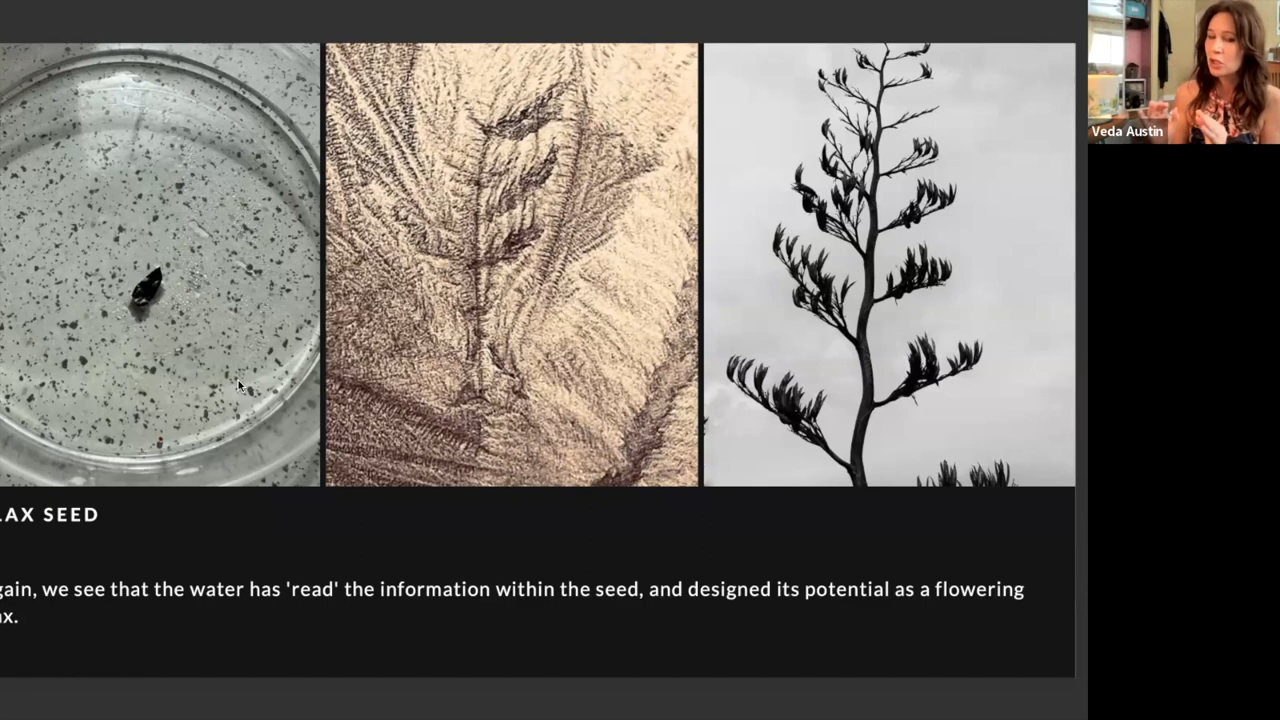 Veda Austin
LAX SEED
gain, we see that the water has 'read' the information within the seed, and designed its potential as a flowering
ax.